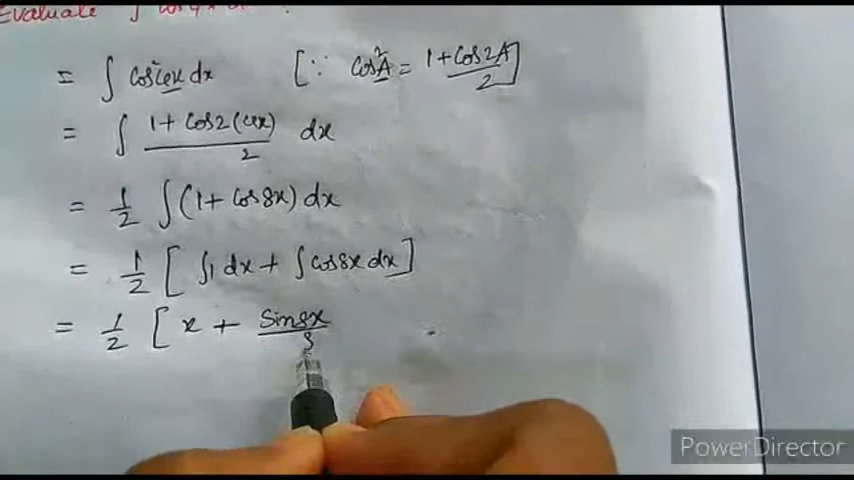 Evaluate ∫
= ∫ cos²4x dx [∵ cos²A = 1+cos2A/2]
= ∫ 1+cos2(4x)/2 dx
= 1/2 ∫(1+cos8x)dx
= 1/2 [∫1 dx + ∫cos8x dx]
= 1/2 [x + sin8x/8
PowerDirector